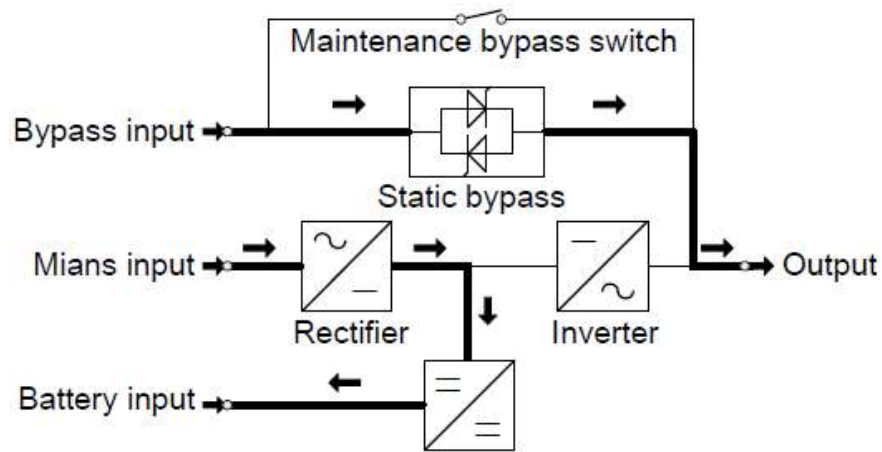 Maintenance bypass switch
Bypass input
Static bypass
Mians input
Output
Rectifier
Inverter
Battery input